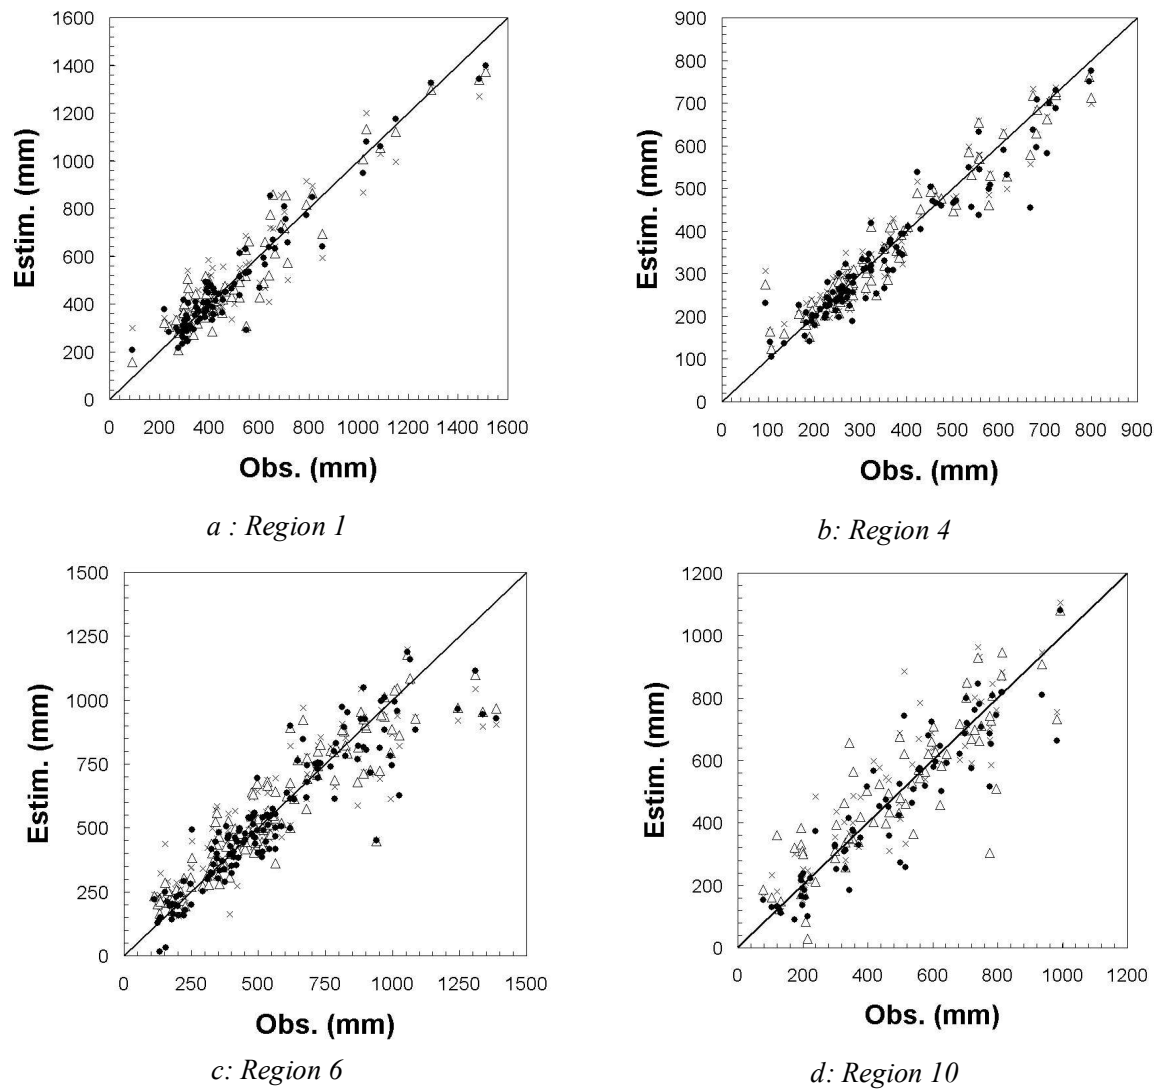 1600
1400
1200
1000
800
600
400
200
0
Estim. (mm)
0 200 400 600 800 1000 1200 1400 1600
Obs. (mm)
a : Region 1
900
800
700
600
500
400
300
200
100
0
Estim. (mm)
0 100 200 300 400 500 600 700 800 900
Obs. (mm)
b: Region 4
1500
1250
1000
750
500
250
0
Estim. (mm)
0 250 500 750 1000 1250 1500
Obs. (mm)
c: Region 6
1200
1000
800
600
400
200
0
Estim. (mm)
0 200 400 600 800 1000 1200
Obs. (mm)
d: Region 10